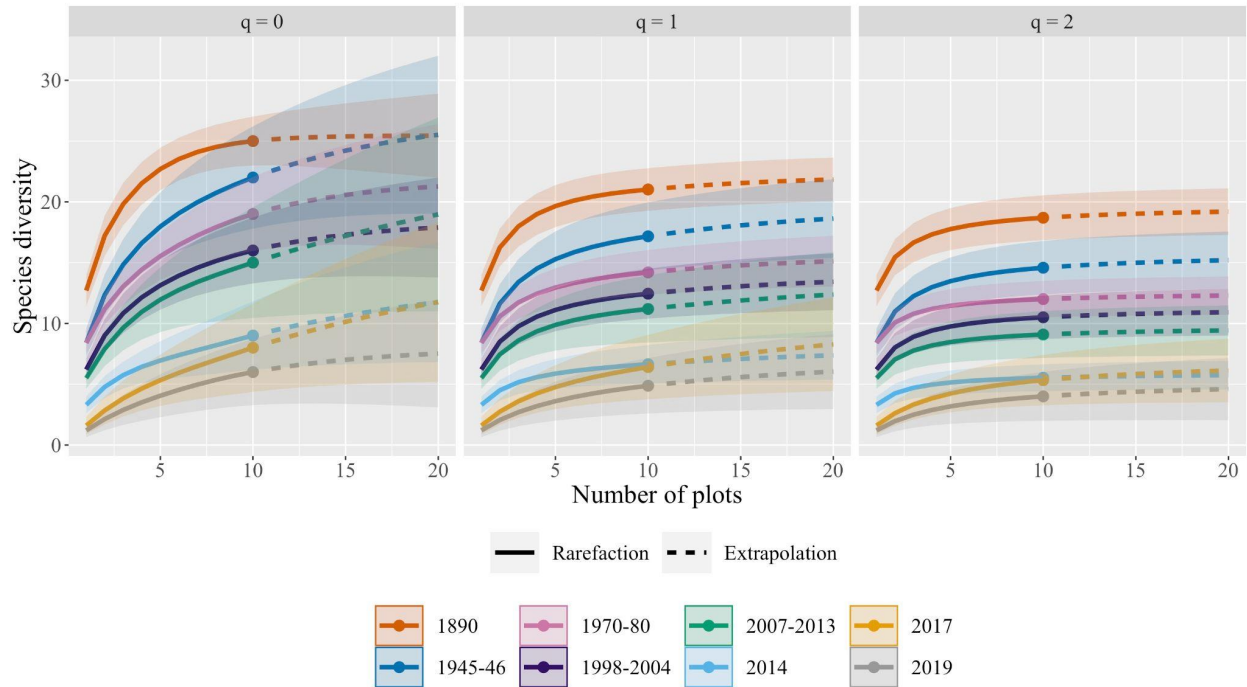 q = 0 q = 1 q = 2
30
20
10
0
Species diversity
5 10 15 20 5 10 15 20 5 10 15 20
Number of plots
Rarefaction Extrapolation
1890 1970-80 2007-2013 2017
1945-46 1998-2004 2014 2019